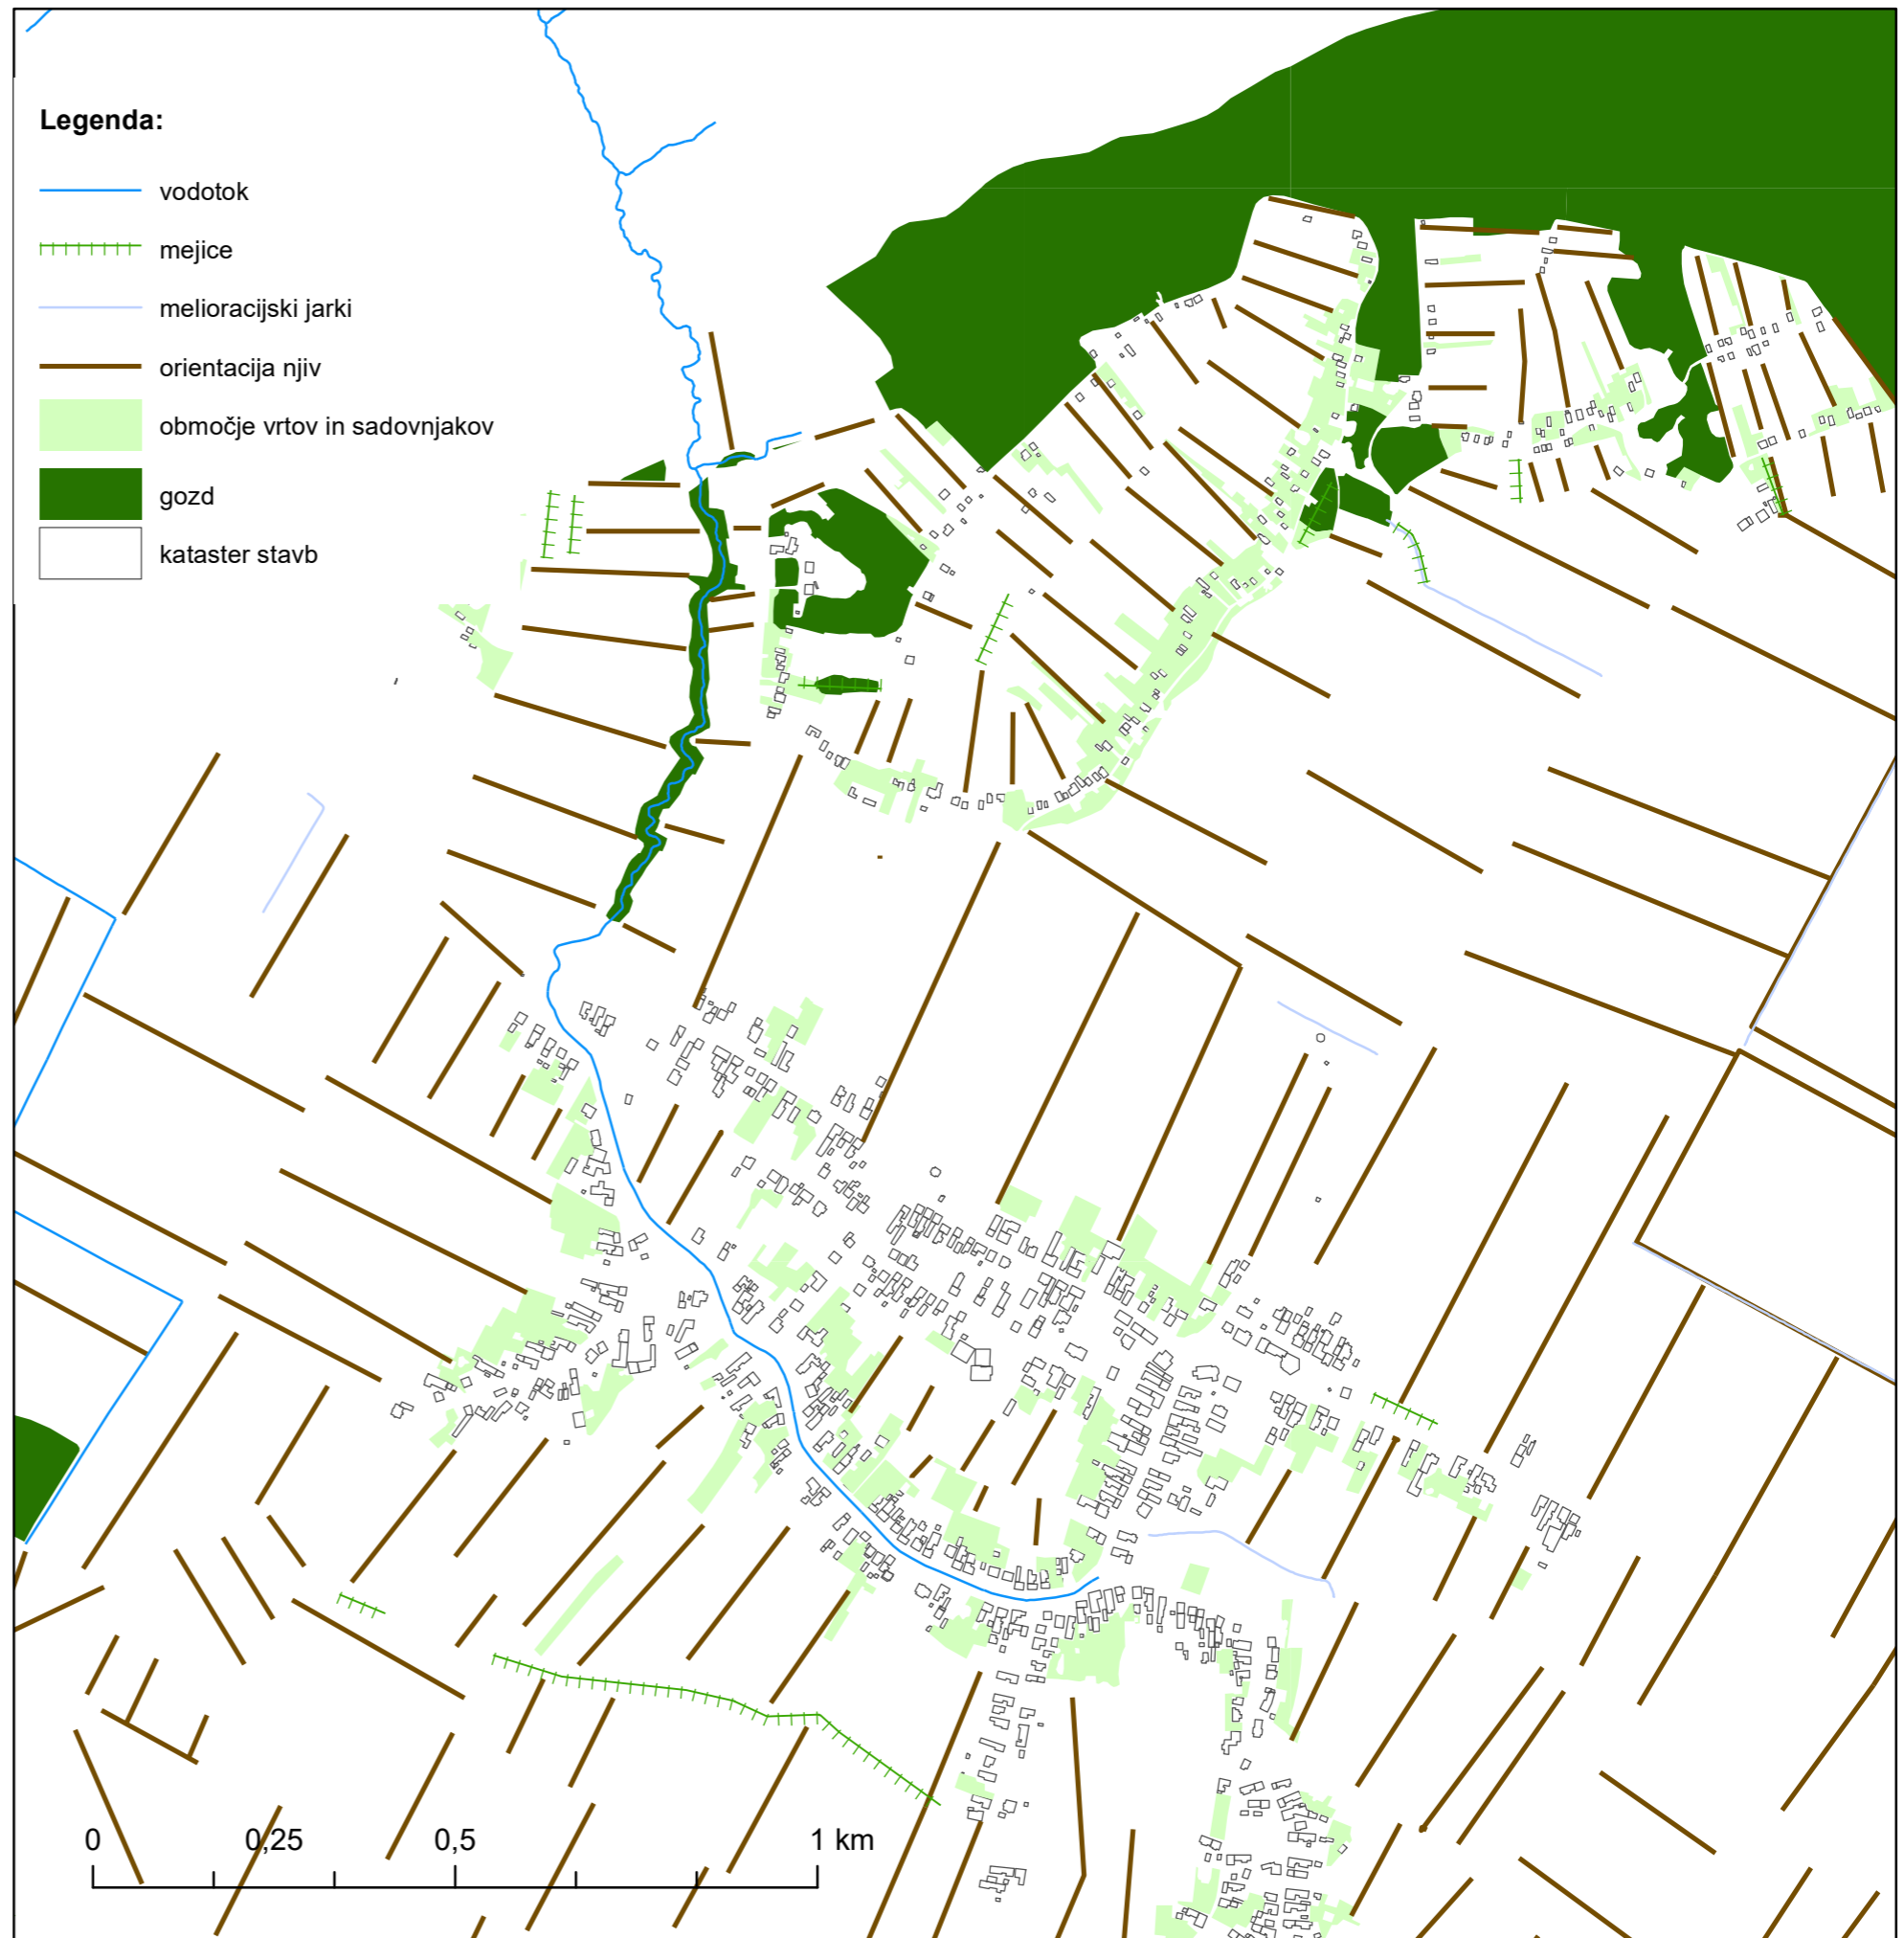 Legenda:
vodotok
mejice
melioracijski jarki
orientacija njiv
območje vrtov in sadovnjakov
gozd
kataster stavb
0 0,25 0,5 1 km